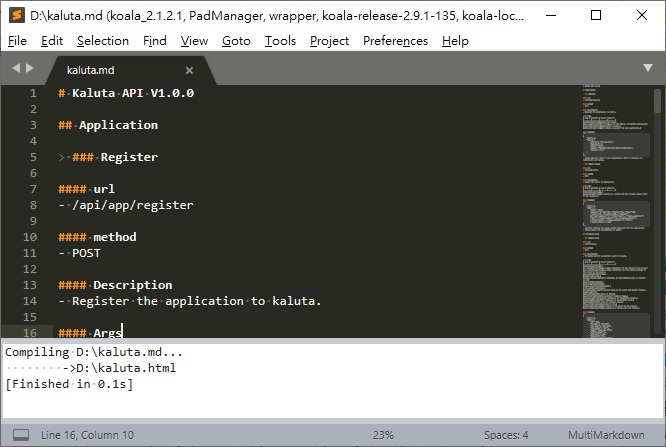 D:\kaluta.md (koala_2.1.2.1, PadManager, wrapper, koala-release-2.9.1-135, koala-loc...
File Edit Selection Find View Goto Tools Project Preferences Help
kaluta.md
1 # Kaluta API V1.0.0
2
3 ## Application
4
5 > ### Register
6
7 #### url
8 - /api/app/register
9
10 #### method
11 - POST
12
13 #### Description
14 - Register the application to kaluta.
15
16 #### Args
Compiling D:\kaluta.md...
->D:\kaluta.html
[Finished in 0.1s]
Line 16, Column 10 23% Spaces: 4 MultiMarkdown